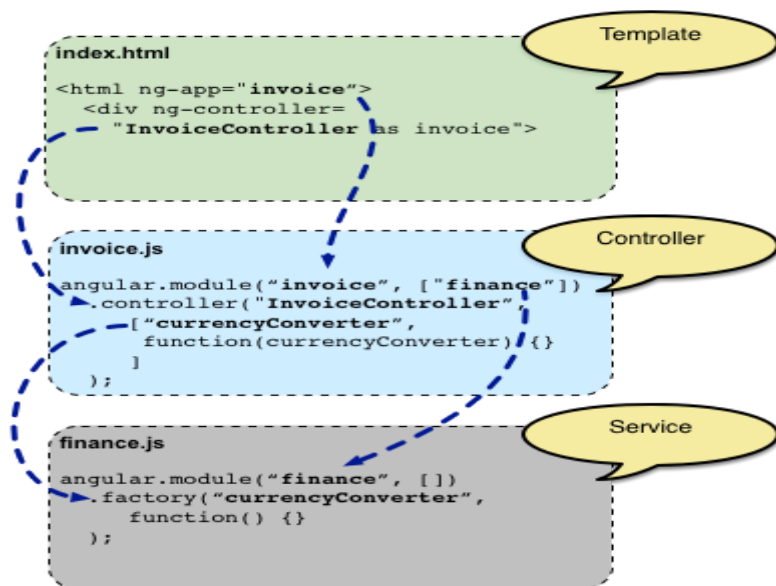 Template
index.html
<html ng-app="invoice”>
<div ng-controller=
"InvoiceController as invoice">
Controller
invoice.js
angular.module(“invoice”, ["finance”])
.controller("InvoiceController”,
[“currencyConverter”,
function(currencyConverter) {}
]
);
Service
finance.js
angular.module(“finance”, [])
.factory(“currencyConverter”,
function() {}
);